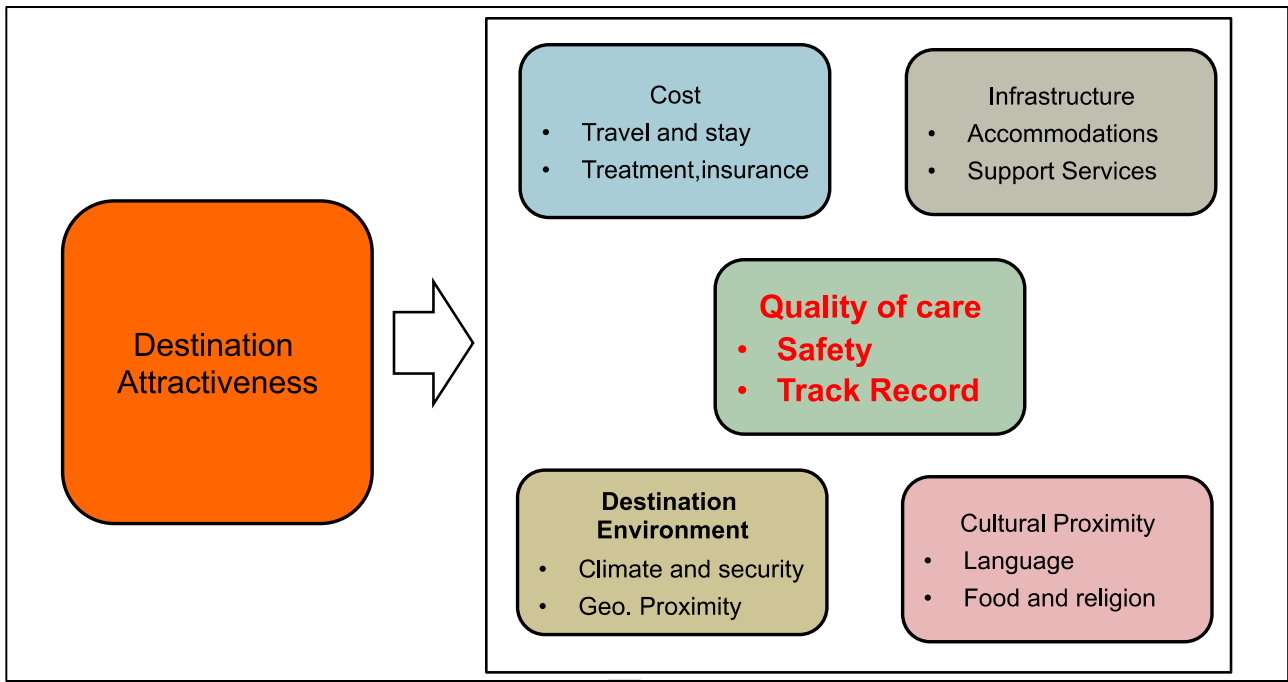 Destination
Attractiveness
Cost
• Travel and stay
• Treatment,insurance
Infrastructure
• Accommodations
• Support Services
Quality of care
• Safety
• Track Record
Destination
Environment
• Climate and security
• Geo. Proximity
Cultural Proximity
• Language
• Food and religion